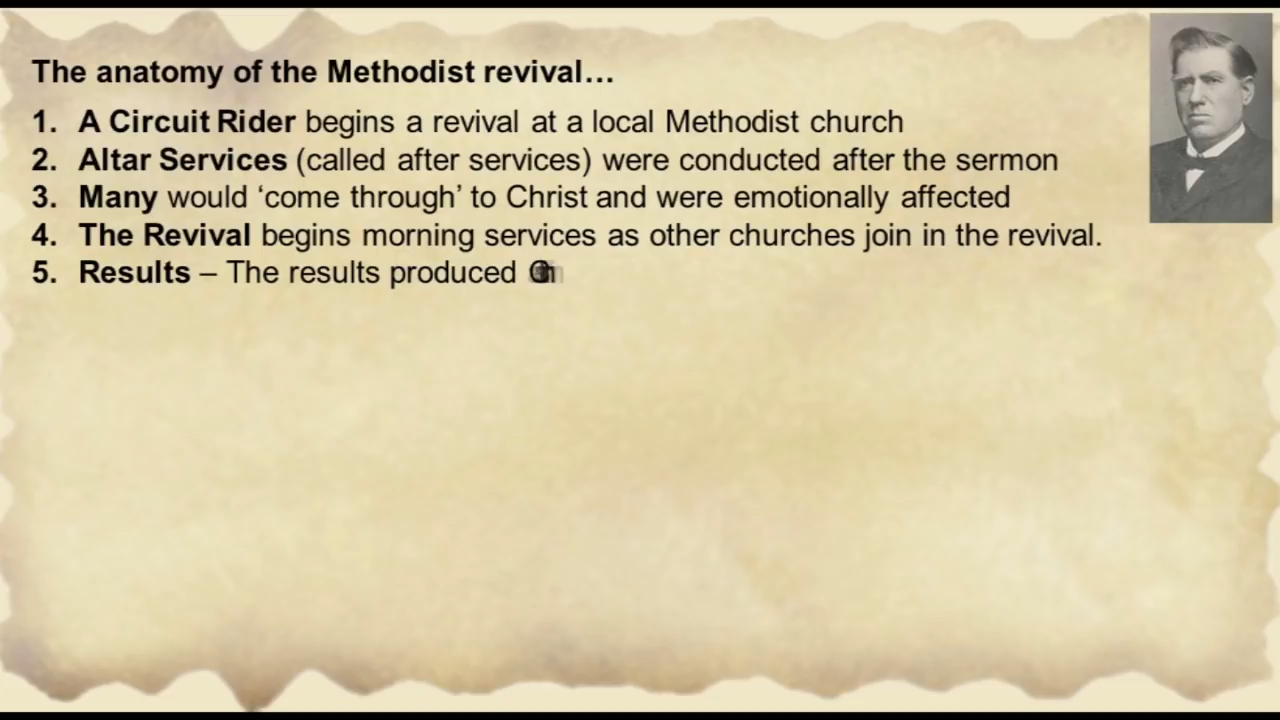 The anatomy of the Methodist revival…
1. A Circuit Rider begins a revival at a local Methodist church
2. Altar Services (called after services) were conducted after the sermon
3. Many would ‘come through’ to Christ and were emotionally affected
4. The Revival begins morning services as other churches join in the revival.
5. Results – The results produced